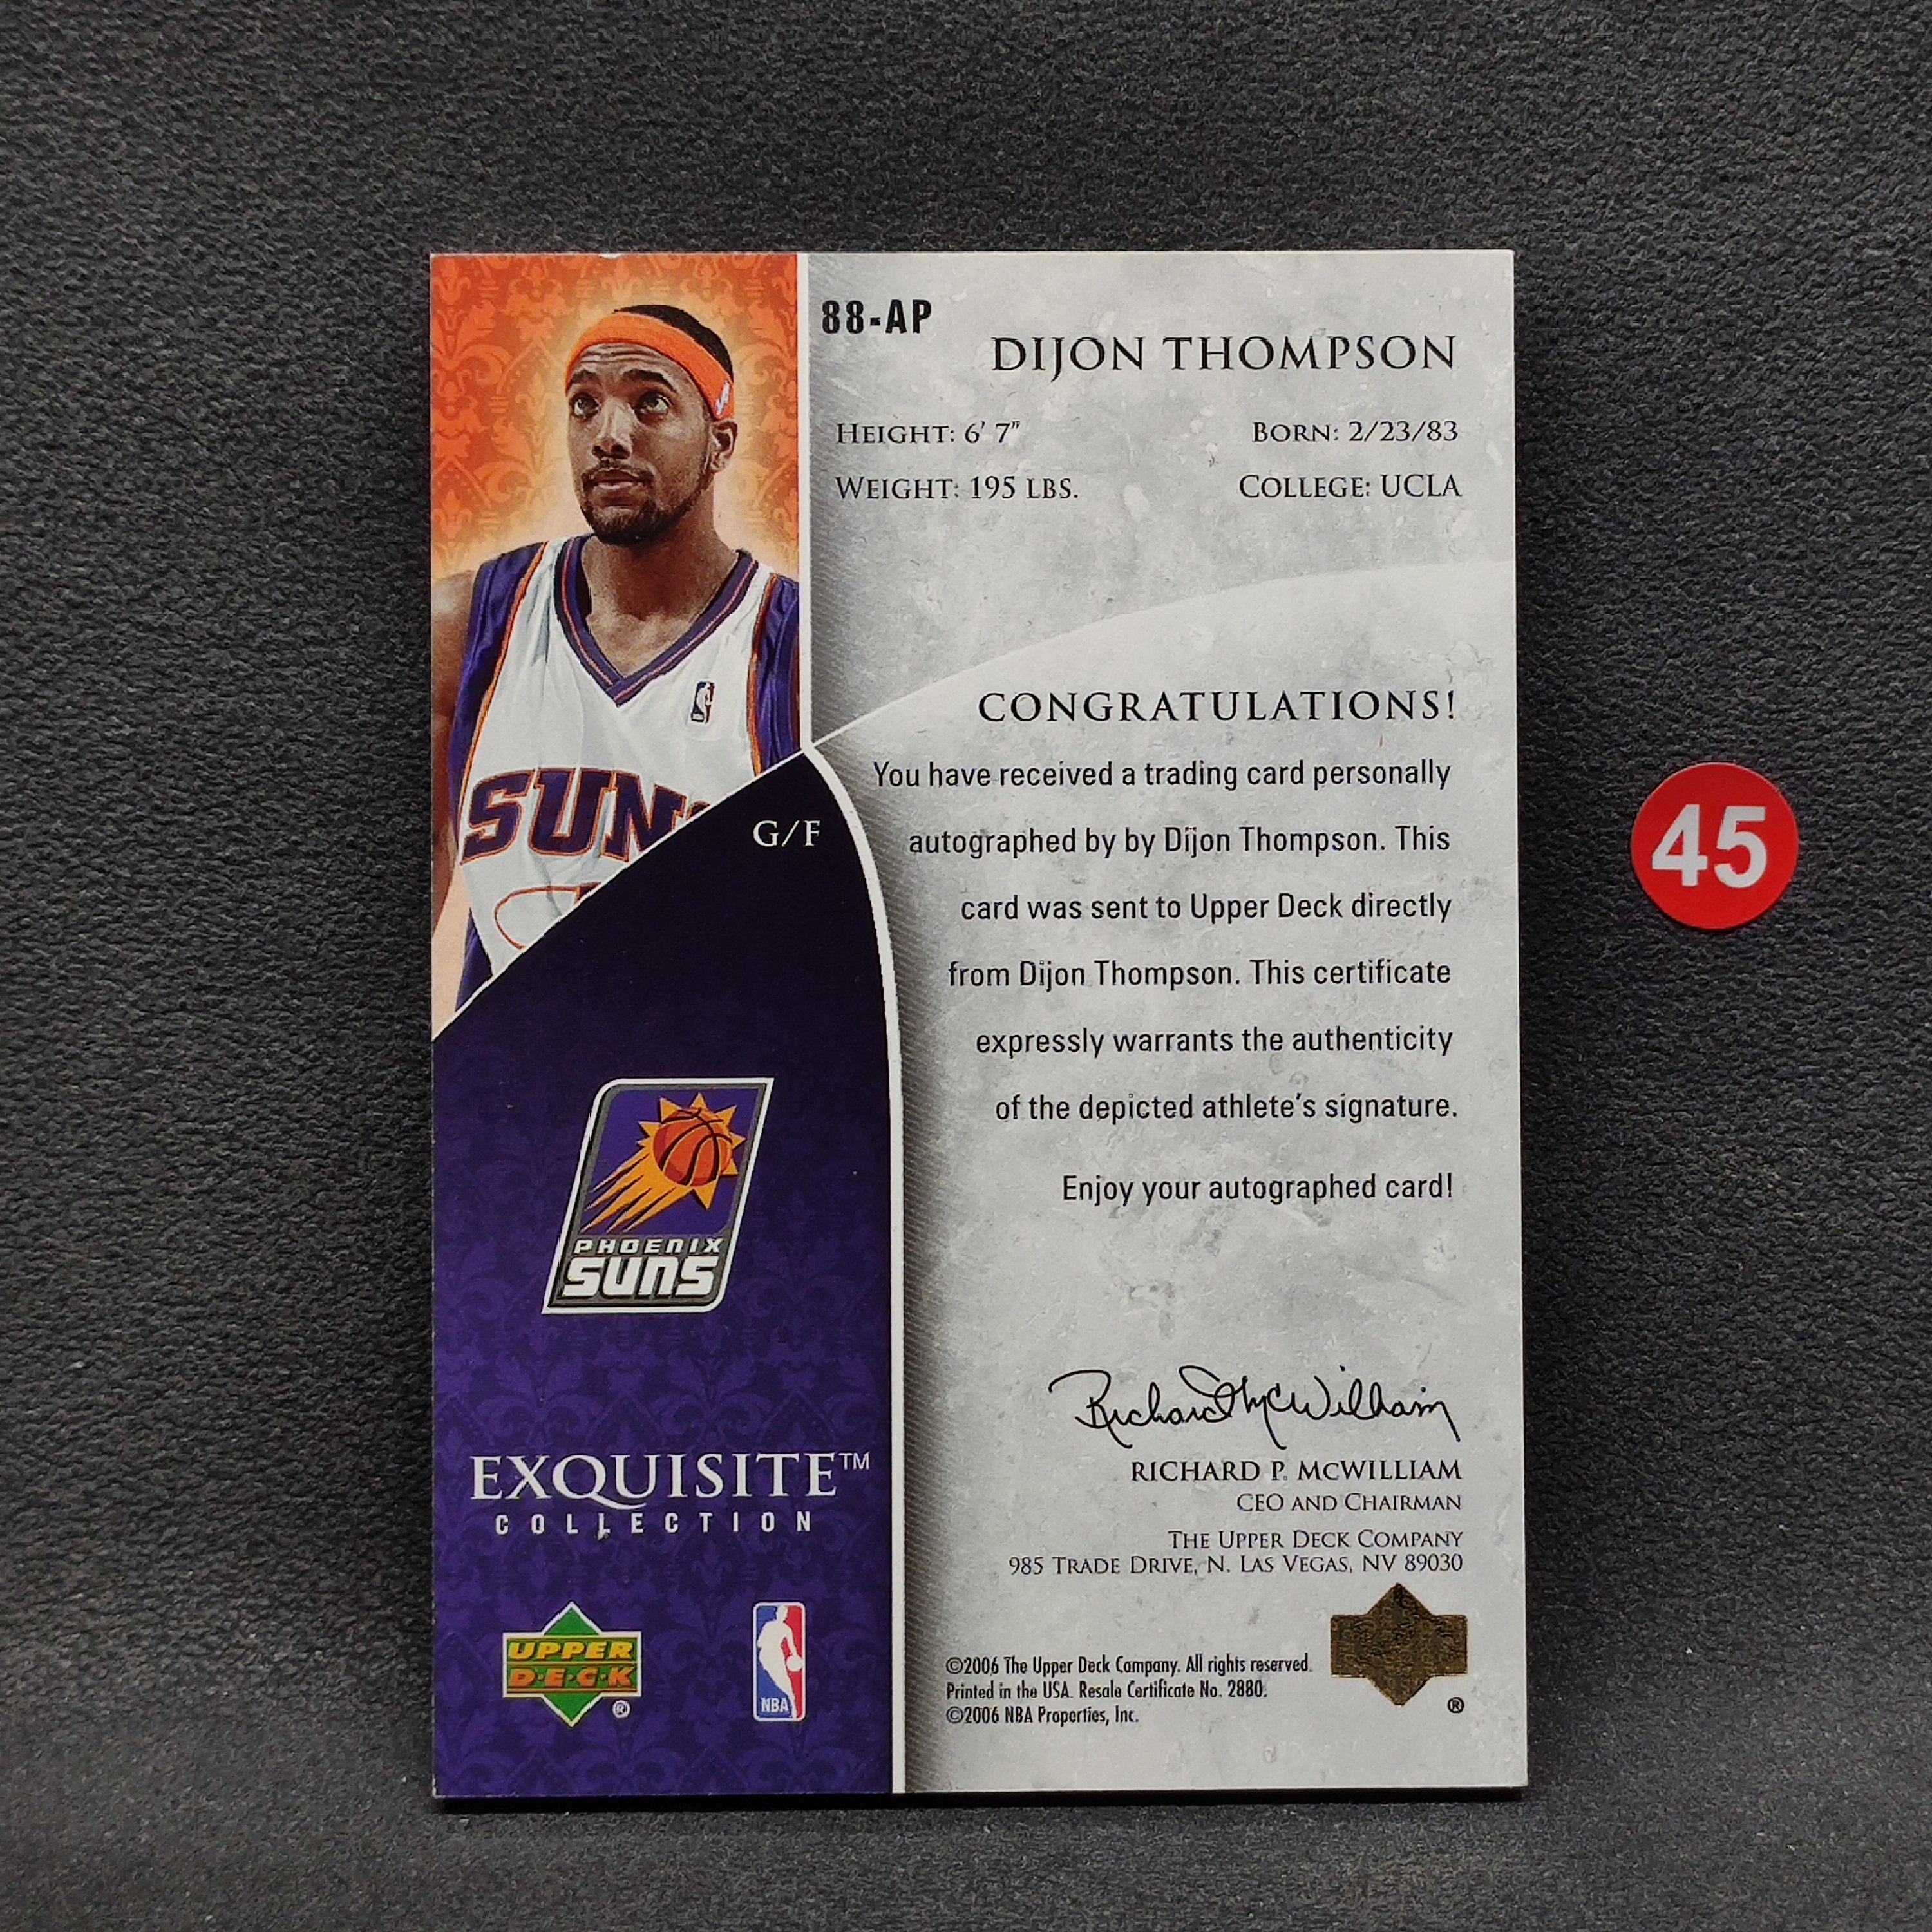 88-AP
DIJON THOMPSON
HEIGHT: 6' 7"
BORN: 2/23/83
WEIGHT: 195 LBS.
COLLEGE: UCLA
CONGRATULATIONS!
You have received a trading card personally
autographed by by Dijon Thompson. This
card was sent to Upper Deck directly
from Dijon Thompson. This certificate
expressly warrants the authenticity
of the depicted athlete's signature.
Enjoy your autographed card!
SUNS
G/F
45
PHOENIX
SUNS
Richard McWilliam
RICHARD P. McWILLIAM
CEO AND CHAIRMAN
THE UPPER DECK COMPANY
985 TRADE DRIVE, N. LAS VEGAS, NV 89030
EXQUISITE™
COLLECTION
UPPER
D·E·C·K
®
NBA
©2006 The Upper Deck Company. All rights reserved.
Printed in the USA. Resale Certificate No. 2880.
©2006 NBA Properties, Inc.
®